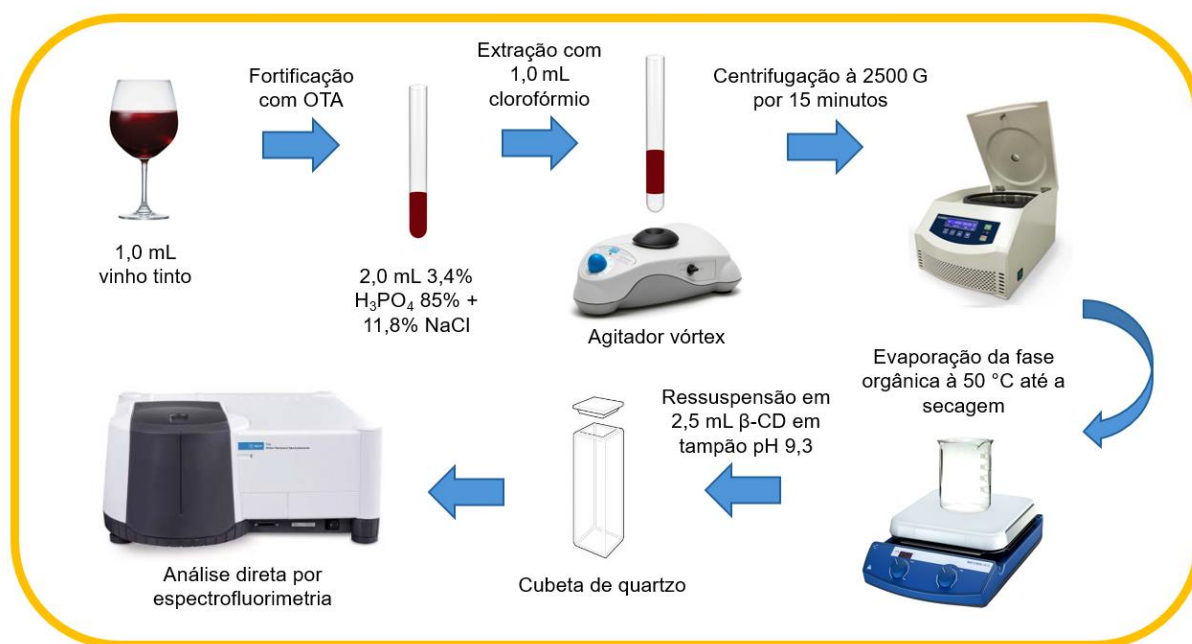 1,0 mL
vinho tinto
Fortificação
com OTA
2,0 mL 3,4%
H₃PO₄ 85% +
11,8% NaCl
Extração com
1,0 mL
clorofórmio
Agitador vórtex
Centrifugação à 2500 G
por 15 minutos
Evaporação da fase
orgânica à 50 °C até a
secagem
Ressuspensão em
2,5 mL β-CD em
tampão pH 9,3
Cubeta de quartzo
Análise direta por
espectrofluorimetria